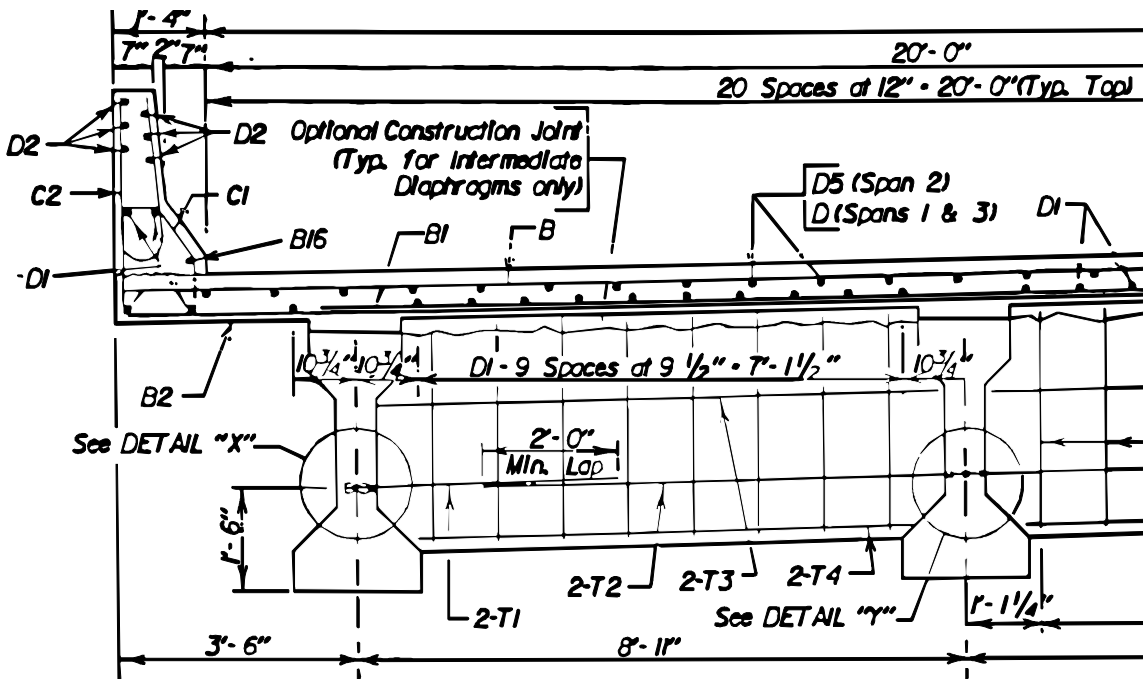 1'-4"
7" 2" 7"
20'-0"
20 Spaces at 12" = 20'-0" (Typ. Top)
D2
D2
Optional Construction Joint
(Typ. for Intermediate
Diaphragms only)
D5 (Span 2)
D (Spans 1 & 3)
D1
C2
C1
B16
B1
B
D1
10 3/4" 10 3/4"
D1-9 Spaces at 9 1/2" = 7'-1 1/2"
10 3/4"
B2
See DETAIL "X"
2'-0"
Min. Lap
1'-6"
2-T1
2-T2
2-T3
2-T4
See DETAIL "Y"
1'-1 1/4"
3'-6"
8'-11"